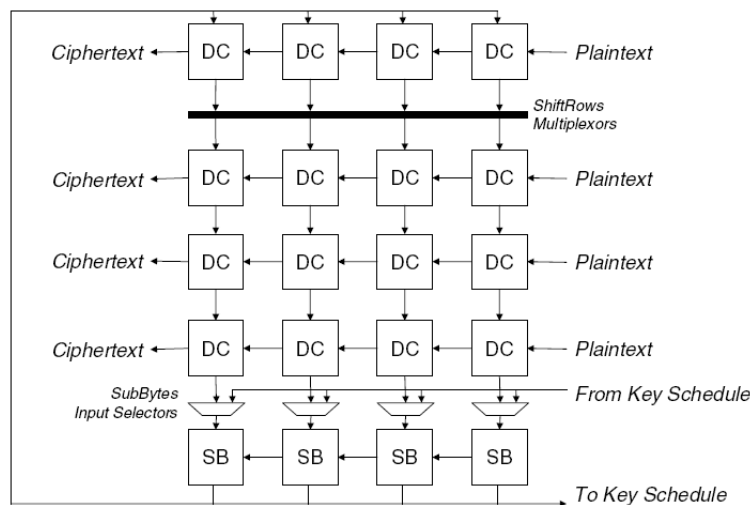 Ciphertext DC DC DC DC Plaintext
ShiftRows
Multiplexors
Ciphertext DC DC DC DC Plaintext
Ciphertext DC DC DC DC Plaintext
Ciphertext DC DC DC DC Plaintext
SubBytes
Input Selectors
From Key Schedule
SB SB SB SB
To Key Schedule